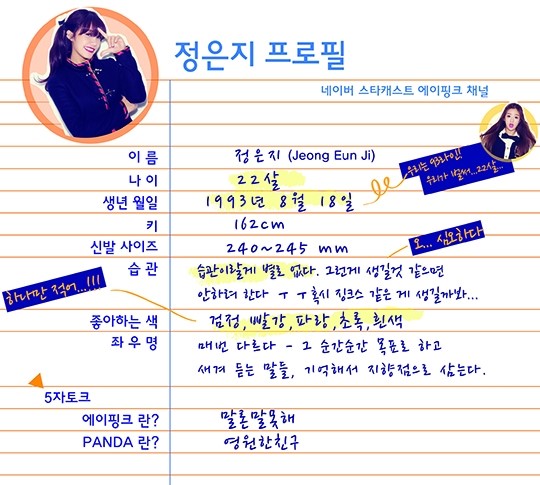 정은지 프로필
네이버 스타캐스트 에이핑크 채널
이 름 정은지 (Jeong Eun Ji)
우리는 93라인!!
우리가 벌써...22살...
나 이 22살
생년 월일 1993년 8월 18일
키 162cm
신발 사이즈 240~245 mm
오... 심오하다
습 관 습관이랄게 별로 없다. 그런게 생길것 같으면
안하려 한다 ㅜㅜ 혹시 징크스 같은 게 생길까봐...
하나만 적어...!!!
좋아하는 색 검정, 빨강, 파랑, 초록, 흰색
좌 우 명 매번 다르다 - 그 순간순간 목표로 하고
새겨 듣는 말들, 기억해서 지향점으로 삼는다.
5자토크
에이핑크 란? 말론말못해
PANDA 란? 영원한친구